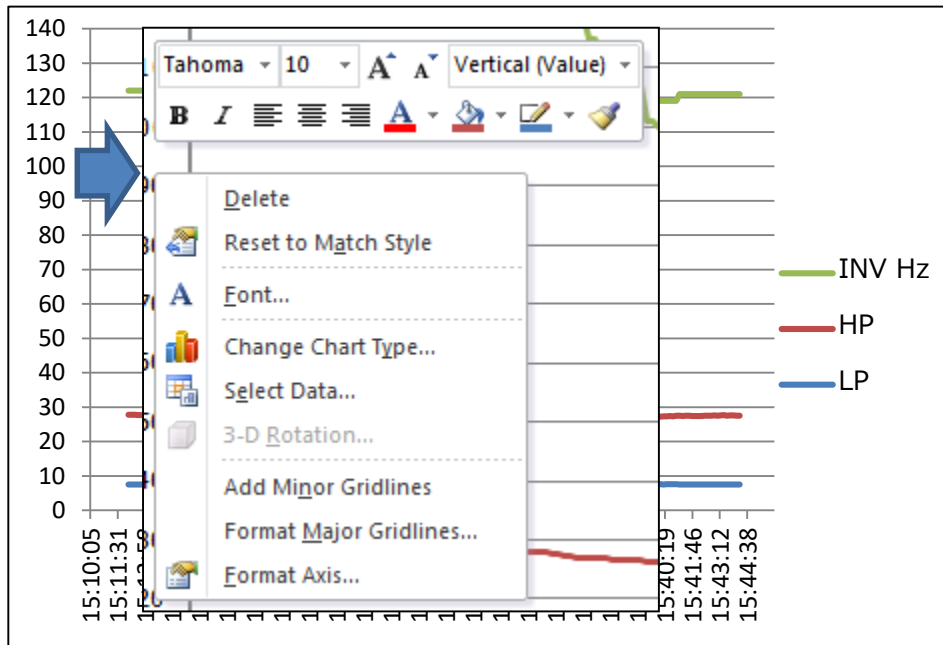 140
130
120
110
100
90
80
70
60
50
40
30
20
10
0
15:10:05
15:11:31
15:40:19
15:41:46
15:43:12
15:44:38
INV Hz
HP
LP
Tahoma 10 A A Vertical (Value)
B I A
Delete
Reset to Match Style
A Font...
Change Chart Type...
Select Data...
3-D Rotation...
Add Minor Gridlines
Format Major Gridlines...
Format Axis...